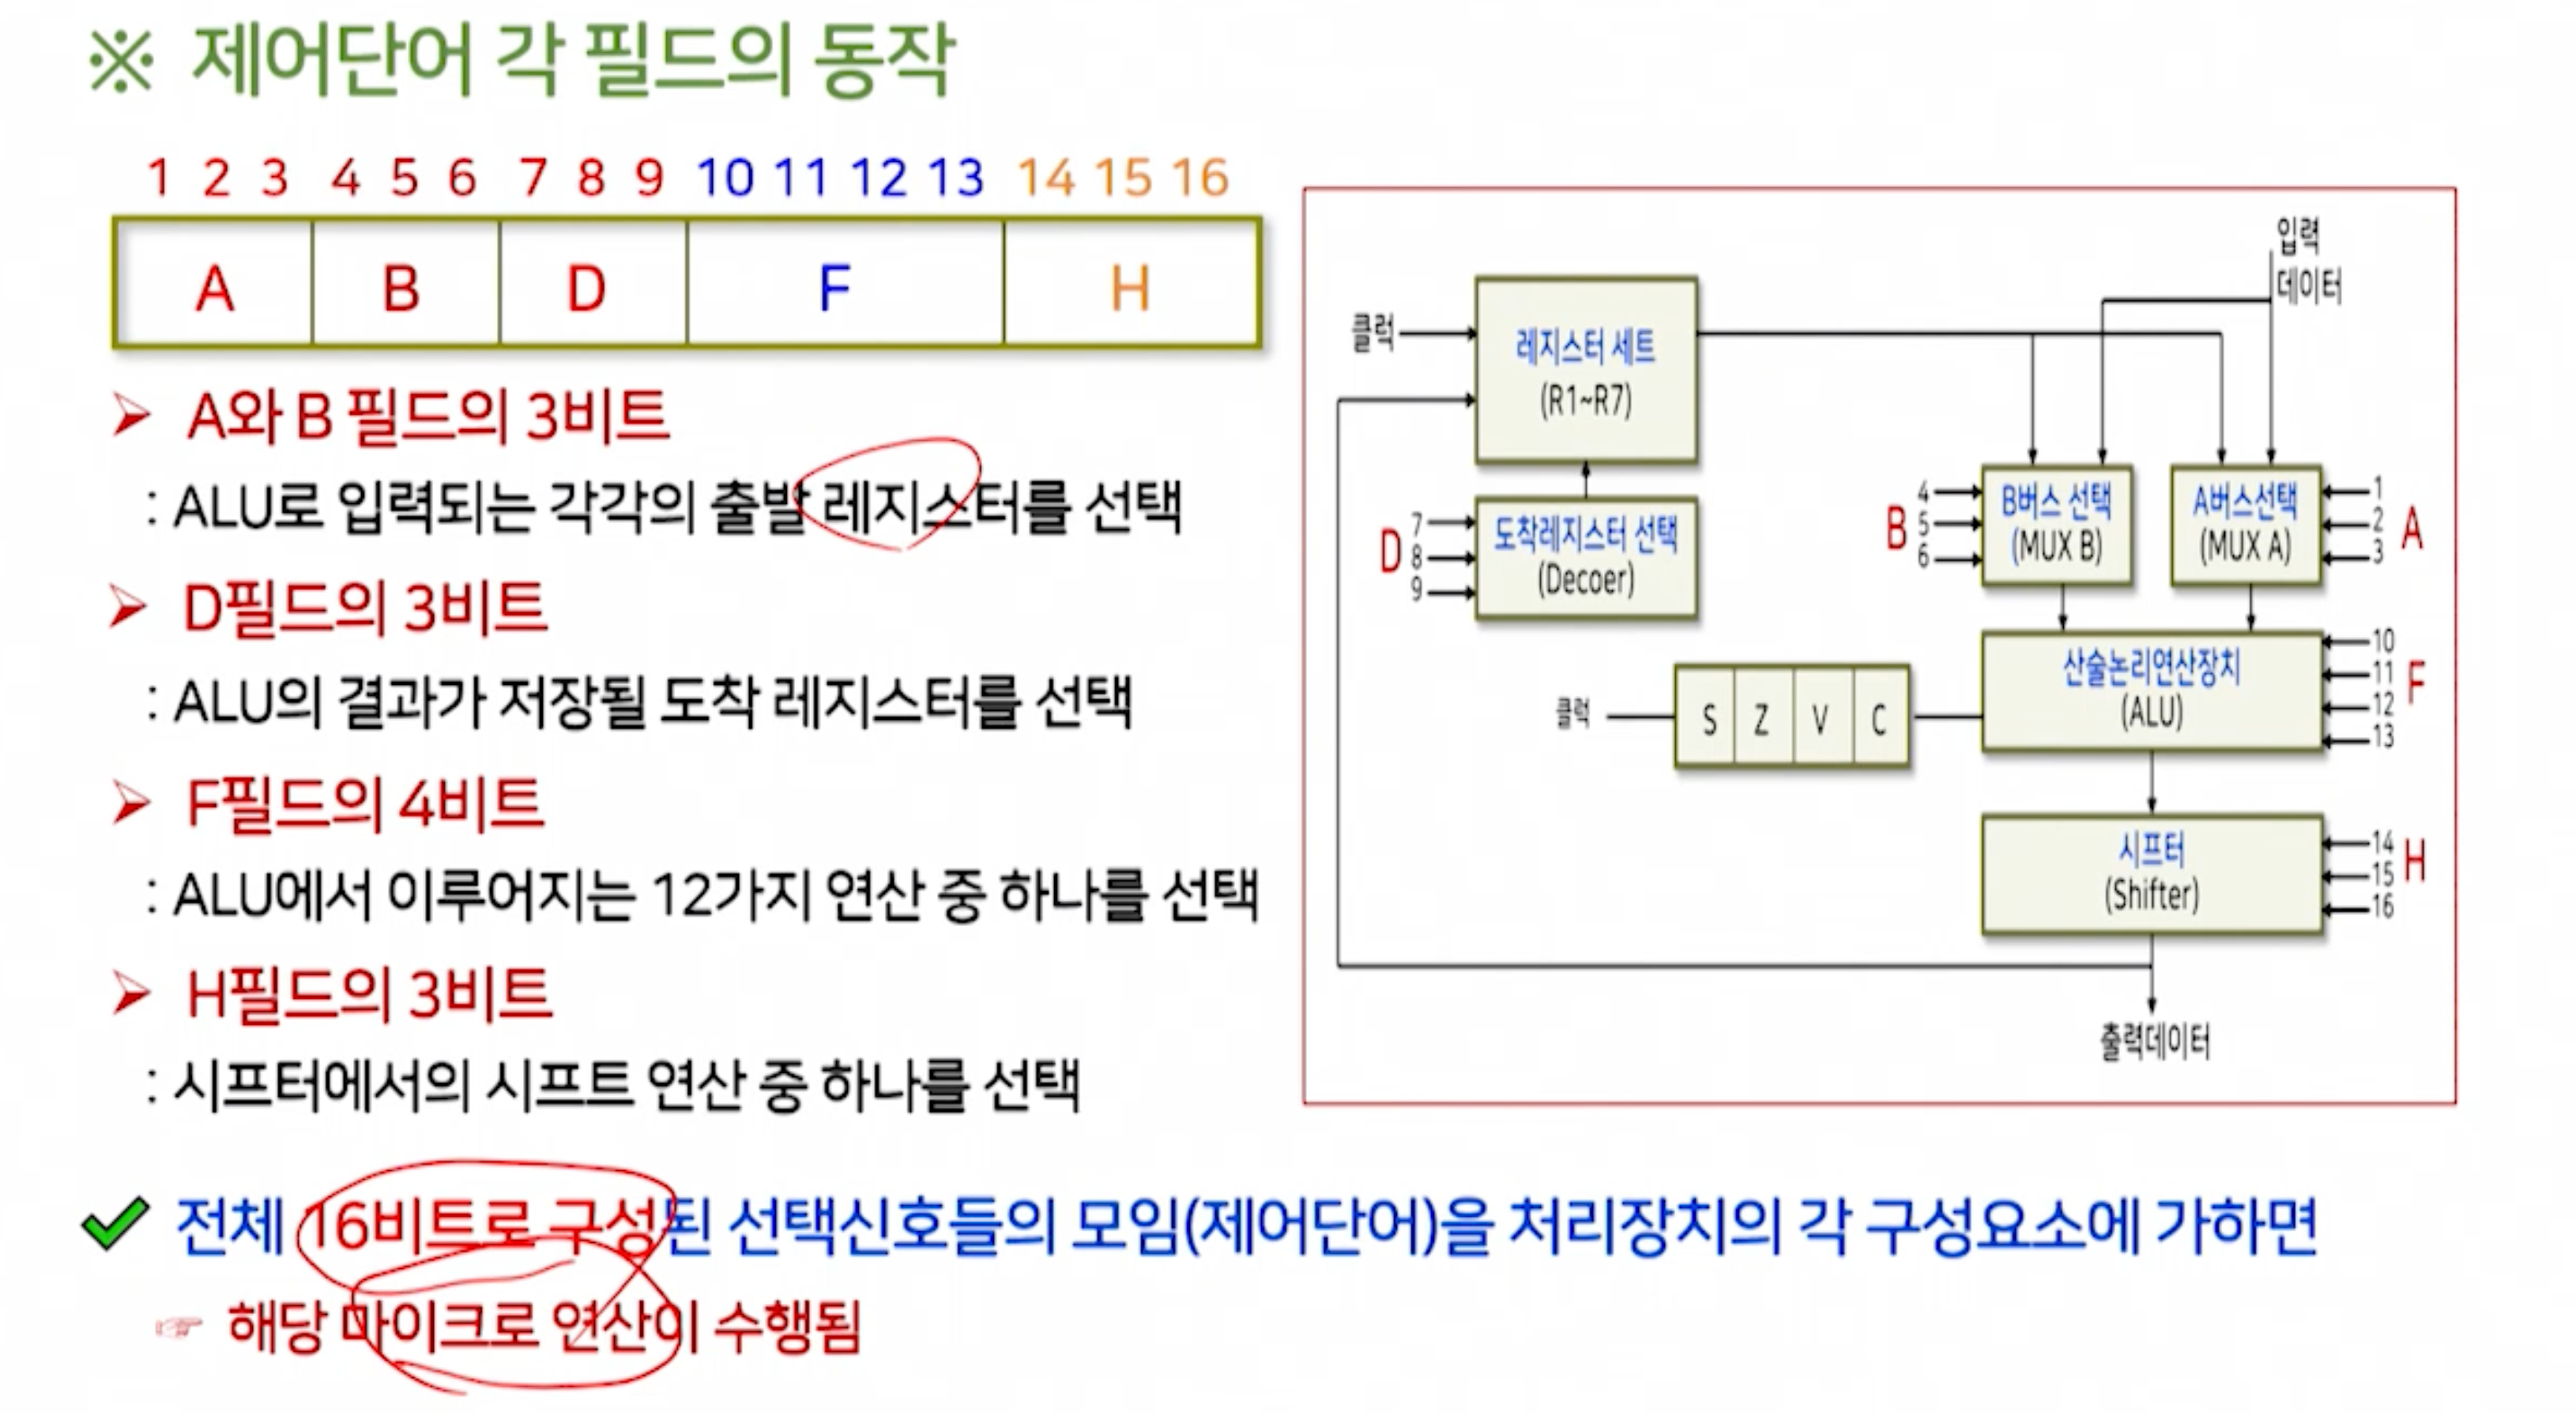 ※ 제어단어 각 필드의 동작
1 2 3 4 5 6 7 8 9 10 11 12 13 14 15 16
A B D F H
➢ A와 B 필드의 3비트
: ALU로 입력되는 각각의 출발 레지스터를 선택
➢ D필드의 3비트
: ALU의 결과가 저장될 도착 레지스터를 선택
➢ F필드의 4비트
: ALU에서 이루어지는 12가지 연산 중 하나를 선택
➢ H필드의 3비트
: 시프터에서의 시프트 연산 중 하나를 선택
입력
데이터
클럭
레지스터 세트
(R1~R7)
D
7
8
9
도착레지스터 선택
(Decoer)
B
4
5
6
B버스 선택
(MUX B)
A버스선택
(MUX A)
1
2
3
A
클럭
S Z V C
산술논리연산장치
(ALU)
10
11
12
13
F
시프터
(Shifter)
14
15
16
H
출력데이터
전체 16비트로 구성된 선택신호들의 모임(제어단어)을 처리장치의 각 구성요소에 가하면
☞ 해당 마이크로 연산이 수행됨